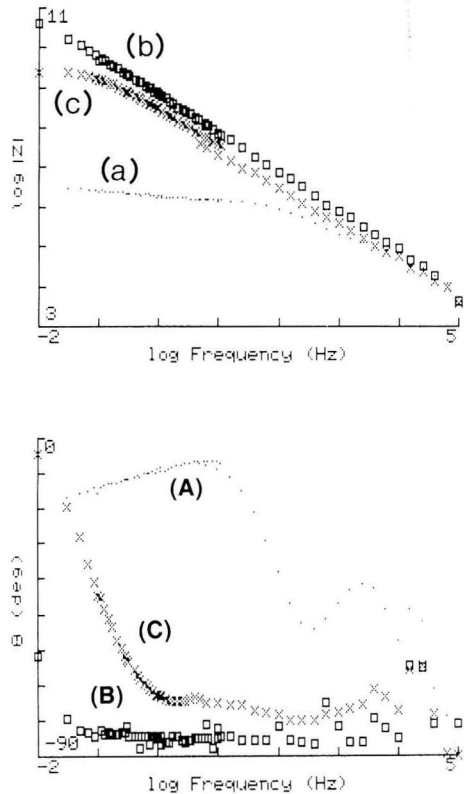 11
(b)
(c)
log |Z|
(a)
3
-2
5
log Frequency (Hz)
0
(A)
Θ (deg)
(C)
(B)
-90
-2
5
log Frequency (Hz)